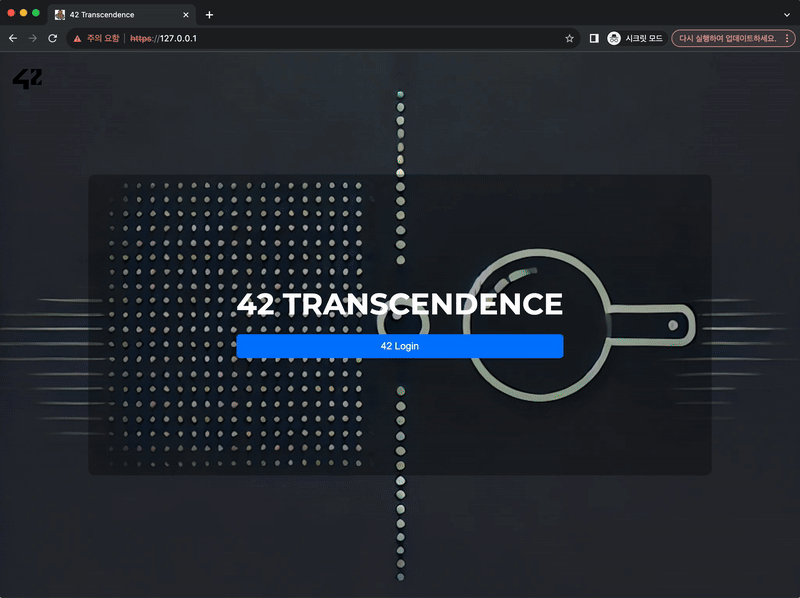 42 Transcendence
주의 요함 https://127.0.0.1
시크릿 모드
다시 실행하여 업데이트하세요.
42
42 TRANSCENDENCE
42 Login